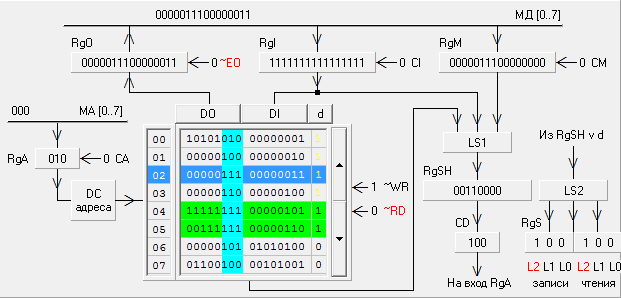 0000011100000011 МД [0..7]
RgO RgI RgM
0000011100000011 0 ~EO 1111111111111111 0 CI 0000011100000000 0 CM
000 МА [0..7]
DO DI d
RgA 010 0 CA
DC
адреса
00 10101010 00000001 1
01 00000100 00000010 1
02 00000111 00000011 1
03 00000110 00000100 1
04 11111111 00000101 1
05 00111111 00000110 1
06 00000101 01010100 0
07 01100100 00101001 0
1 ~WR
0 ~RD
LS1
RgSH
00110000
CD
100
На вход RgA
Из RgSH v d
LS2
RgS
1 0 0 1 0 0
L2 L1 L0 L2 L1 L0
записи чтения